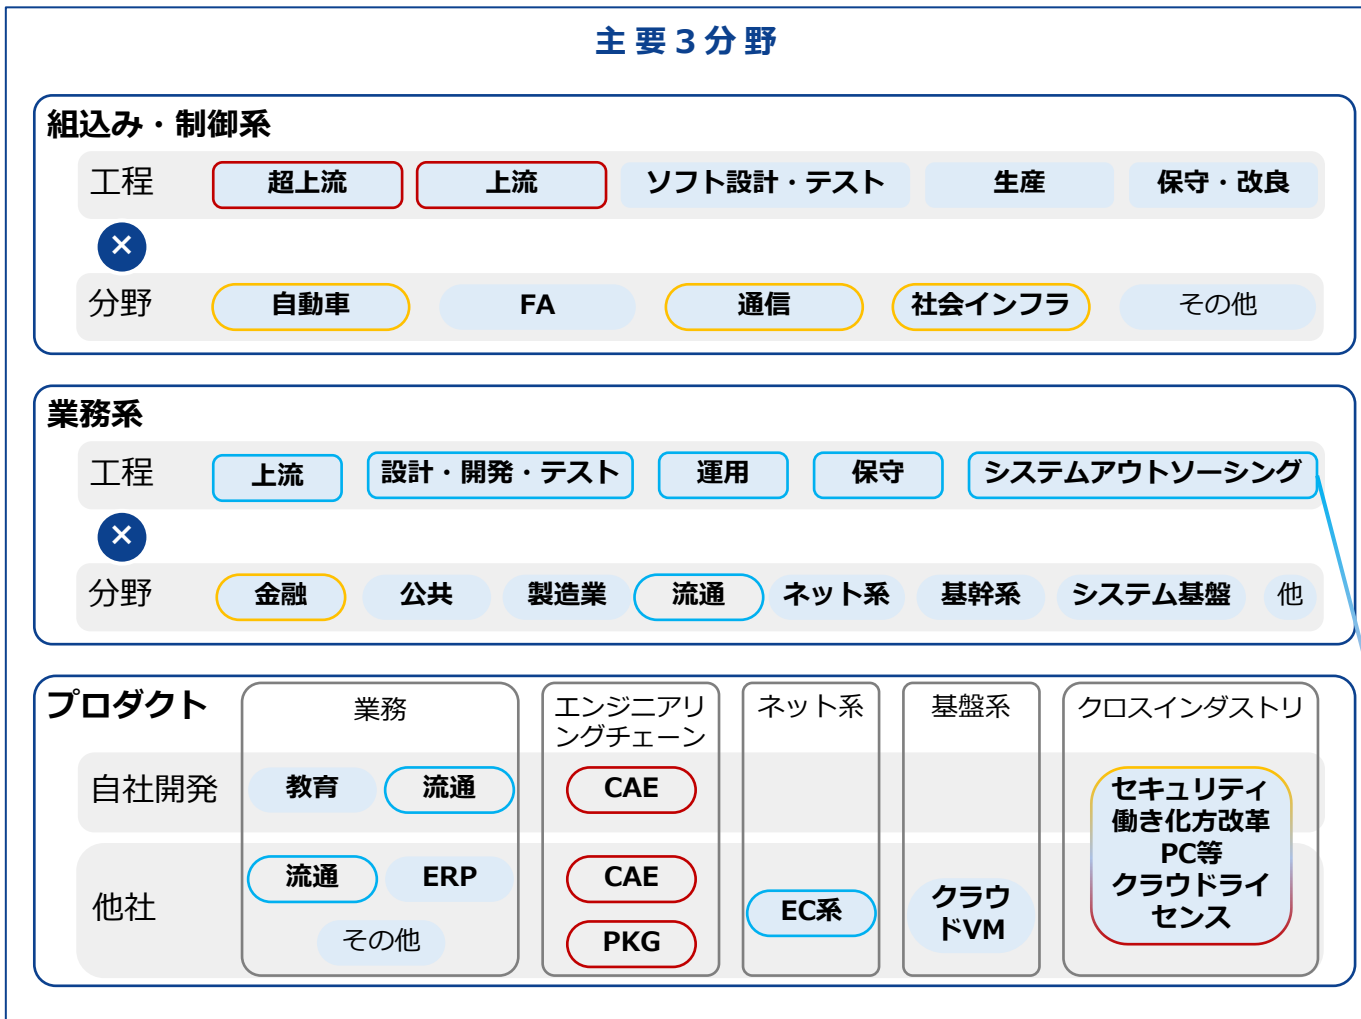 主要3分野
組込み・制御系
工程 超上流 上流 ソフト設計・テスト 生産 保守・改良
×
分野 自動車 FA 通信 社会インフラ その他
業務系
工程 上流 設計・開発・テスト 運用 保守 システムアウトソーシング
×
分野 金融 公共 製造業 流通 ネット系 基幹系 システム基盤 他
プロダクト
業務
エンジニアリ
ングチェーン
ネット系
基盤系
クロスインダストリ
自社開発 教育 流通 CAE
他社
流通 ERP
その他
CAE
PKG
EC系
クラウ
ドVM
セキュリティ
働き化方改革
PC等
クラウドライ
センス